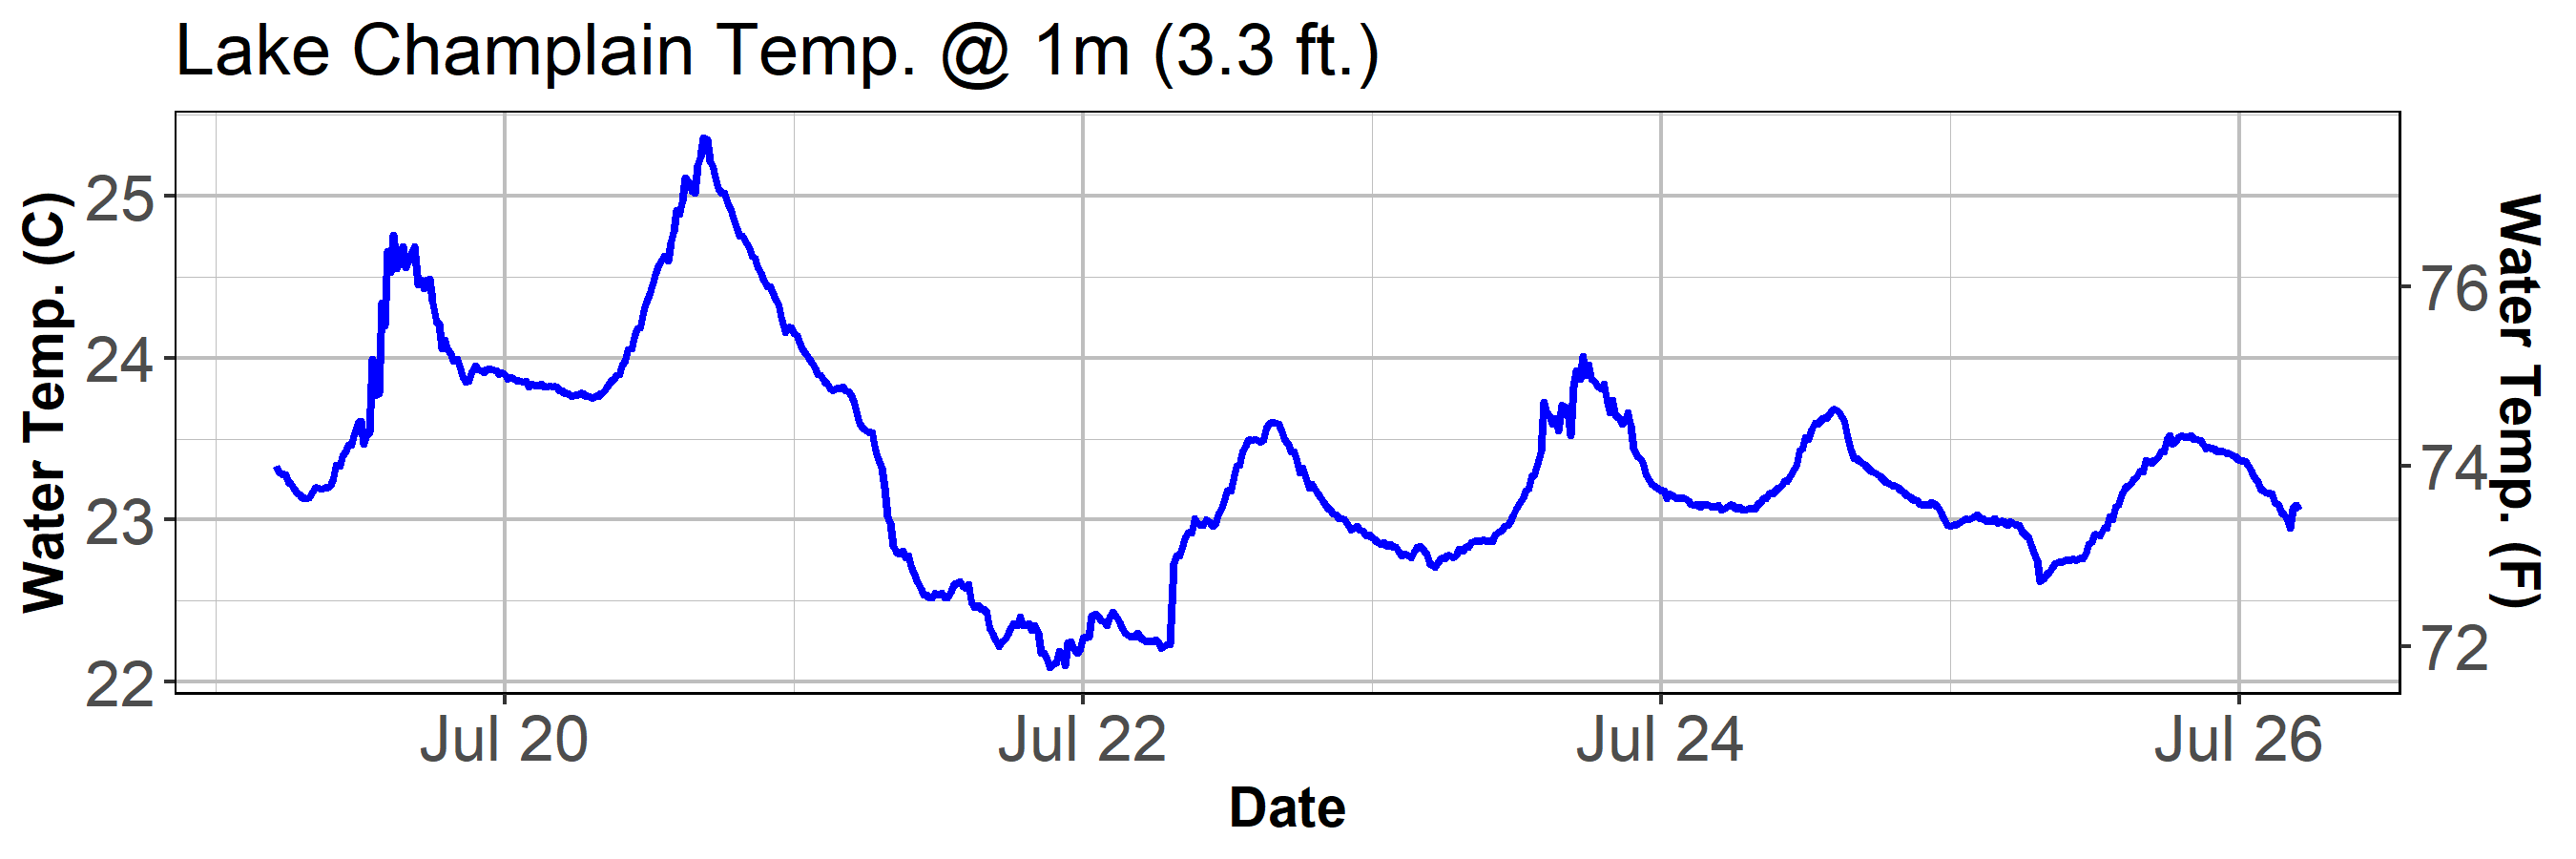 Lake Champlain Temp. @ 1m (3.3 ft.)
Water Temp. (C)
25
24
23
22
76
74
72
Water Temp. (F)
Jul 20
Jul 22
Jul 24
Jul 26
Date